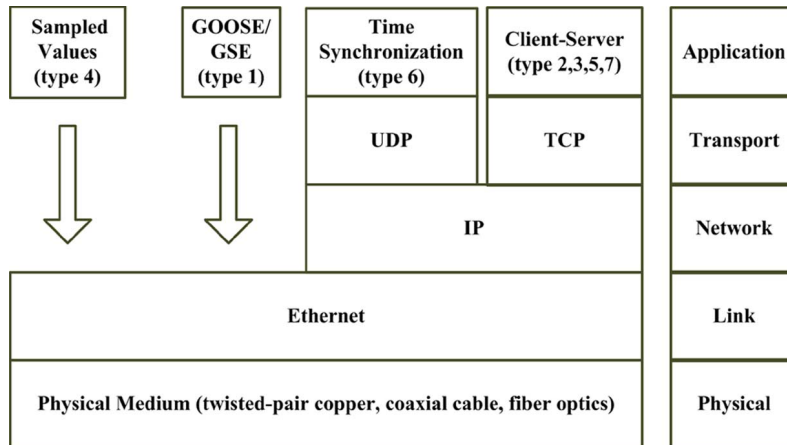 Sampled
Values
(type 4)
GOOSE/
GSE
(type 1)
Time
Synchronization
(type 6)
Client-Server
(type 2,3,5,7)
Application
UDP
TCP
Transport
IP
Network
Ethernet
Link
Physical Medium (twisted-pair copper, coaxial cable, fiber optics)
Physical